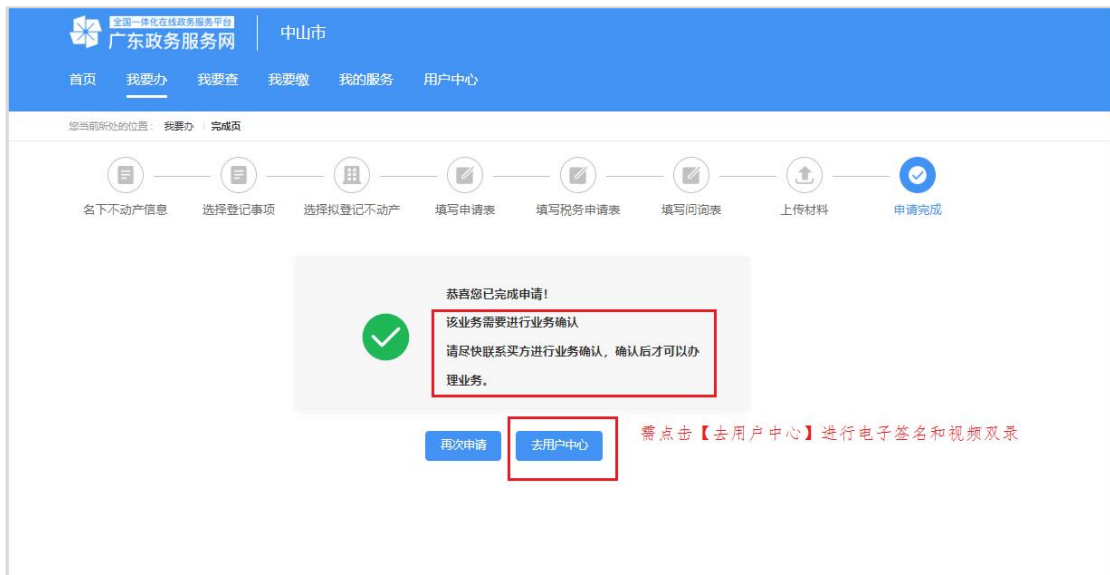 全国一体化在线政务服务平台
广东政务服务网
中山市
首页 我要办 我要查 我要缴 我的服务 用户中心
您当前所处的位置： 我要办 / 完成页
名下不动产信息 选择登记事项 选择拟登记不动产 填写申请表 填写税务申请表 填写问询表 上传材料 申请完成
恭喜您已完成申请！
该业务需要进行业务确认
请尽快联系买方进行业务确认，确认后才可以办
理业务。
再次申请 去用户中心
需点击【去用户中心】进行电子签名和视频双录